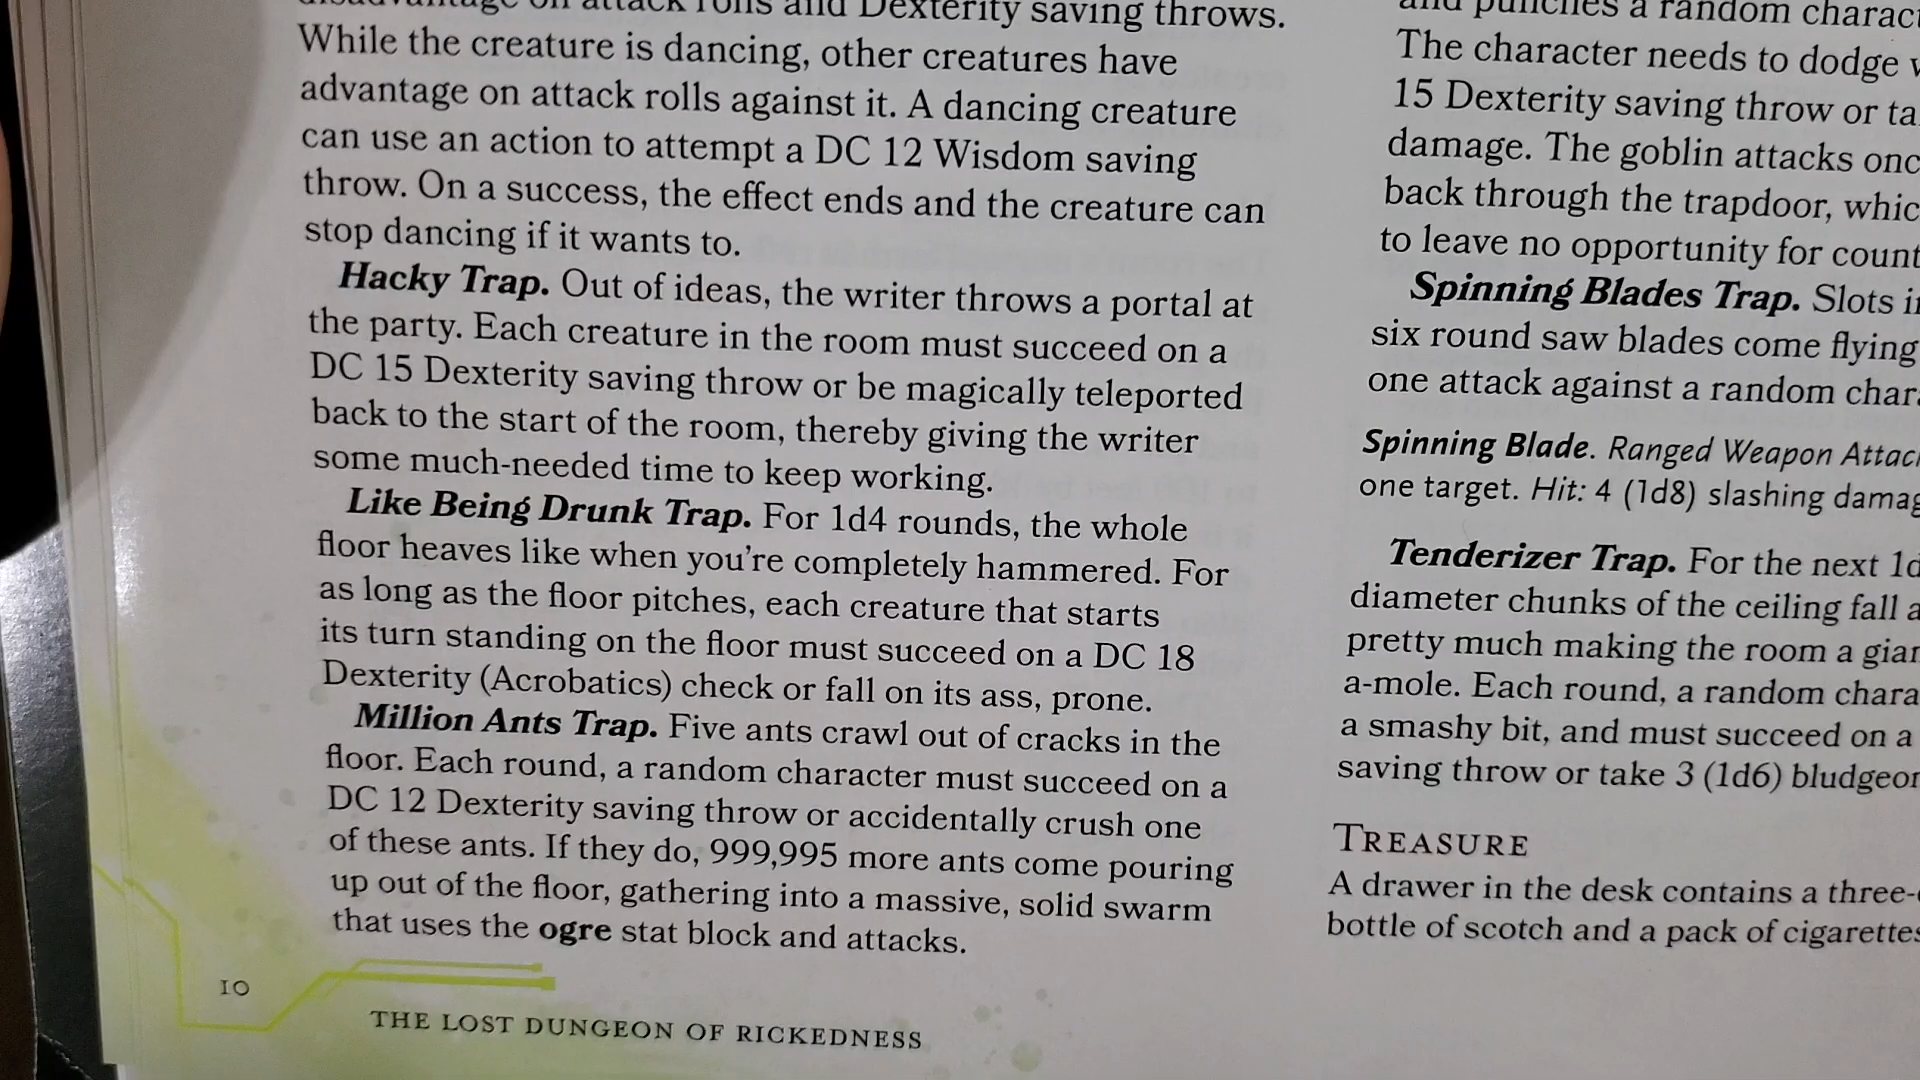 disadvantage on attack rolls and Dexterity saving throws.
While the creature is dancing, other creatures have
advantage on attack rolls against it. A dancing creature
can use an action to attempt a DC 12 Wisdom saving
throw. On a success, the effect ends and the creature can
stop dancing if it wants to.
Hacky Trap. Out of ideas, the writer throws a portal at
the party. Each creature in the room must succeed on a
DC 15 Dexterity saving throw or be magically teleported
back to the start of the room, thereby giving the writer
some much-needed time to keep working.
Like Being Drunk Trap. For 1d4 rounds, the whole
floor heaves like when you're completely hammered. For
as long as the floor pitches, each creature that starts
its turn standing on the floor must succeed on a DC 18
Dexterity (Acrobatics) check or fall on its ass, prone.
Million Ants Trap. Five ants crawl out of cracks in the
floor. Each round, a random character must succeed on a
DC 12 Dexterity saving throw or accidentally crush one
of these ants. If they do, 999,995 more ants come pouring
up out of the floor, gathering into a massive, solid swarm
that uses the ogre stat block and attacks.
and punches a random
The character needs to dodge
15 Dexterity saving throw or
damage. The goblin attacks
back through the trapdoor,
to leave no opportunity for
Spinning Blades Trap. Slots
six round saw blades come flying
one attack against a random
Spinning Blade. Ranged Weapon
one target. Hit: 4 (1d8) slashing
Tenderizer Trap. For the next
diameter chunks of the ceiling fall
pretty much making the room a
a-mole. Each round, a random
a smashy bit, and must succeed on a
saving throw or take 3 (1d6)
TREASURE
A drawer in the desk contains a
bottle of scotch and a pack of
10
THE LOST DUNGEON OF RICKEDNESS